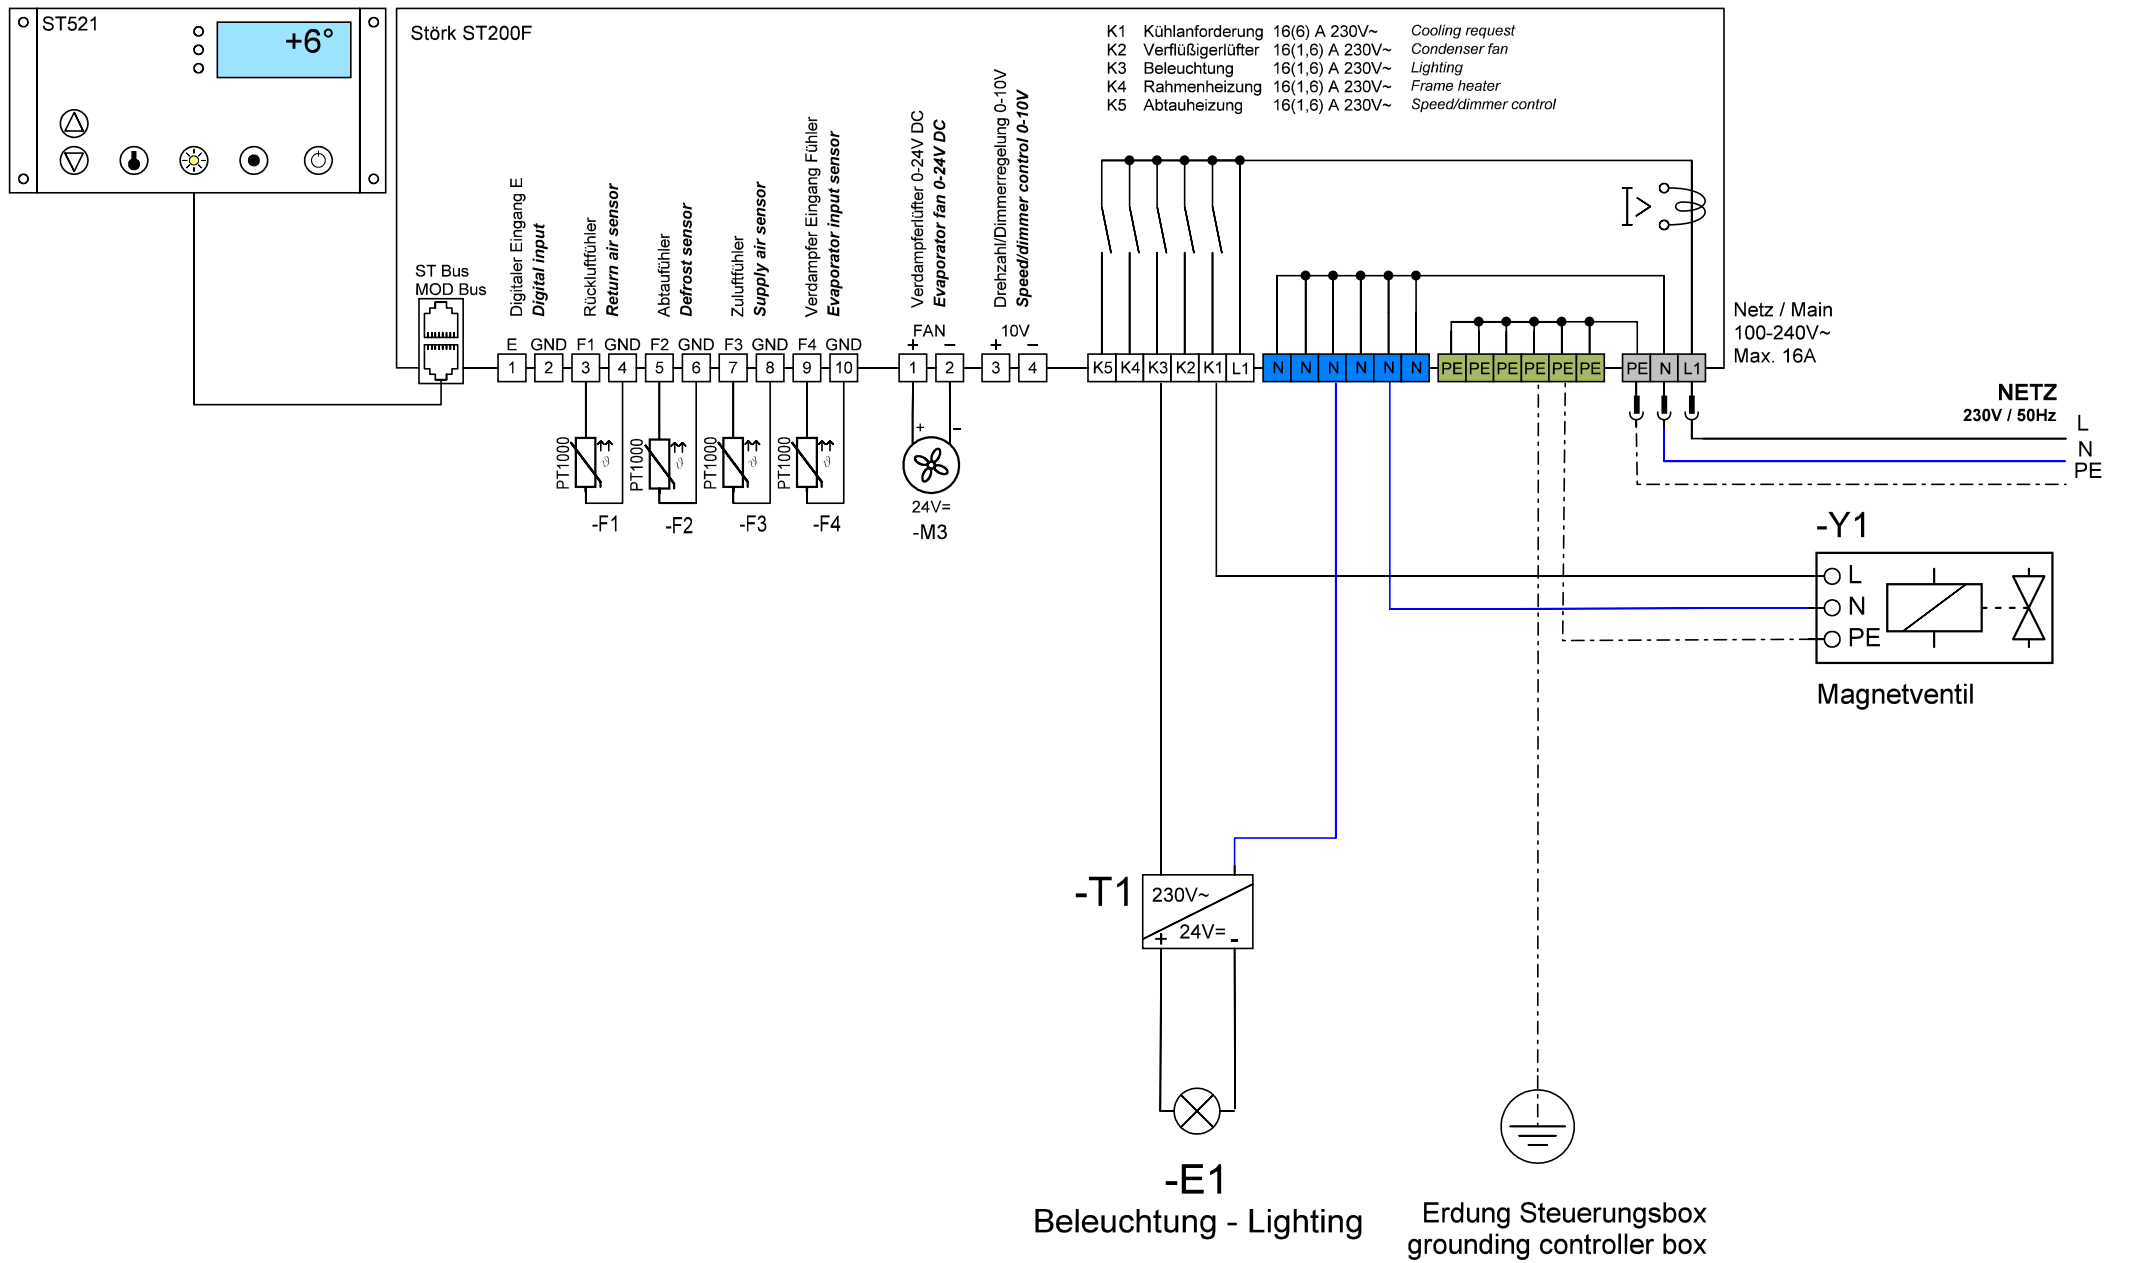 ST521
+6°
Störk ST200F
K1 Kühlanforderung 16(6) A 230V~ Cooling request
K2 Verflüßigerlüfter 16(1,6) A 230V~ Condenser fan
K3 Beleuchtung 16(1,6) A 230V~ Lighting
K4 Rahmenheizung 16(1,6) A 230V~ Frame heater
K5 Abtauheizung 16(1,6) A 230V~ Speed/dimmer control
ST Bus
MOD Bus
Digitaler Eingang E
Digital input
Rückluftfühler
Return air sensor
Abtaufühler
Defrost sensor
Zuluftfühler
Supply air sensor
Verdampfer Eingang Fühler
Evaporator input sensor
Verdampferlüfter 0-24V DC
Evaporator fan 0-24V DC
Drehzahl/Dimmerregelung 0-10V
Speed/dimmer control 0-10V
FAN
+ −
10V
+ −
E GND F1 GND F2 GND F3 GND F4 GND
1 2 3 4 5 6 7 8 9 10
1 2
3 4
K5 K4 K3 K2 K1 L1
N N N N N N
PE PE PE PE PE PE
PE N L1
Netz / Main
100-240V~
Max. 16A
NETZ
230V / 50Hz
L
N
PE
PT1000 ϑ
PT1000 ϑ
PT1000 ϑ
PT1000 ϑ
-F1
-F2
-F3
-F4
+ −
24V=
-M3
-Y1
L
N
PE
Magnetventil
-T1
230V~
24V=
+ -
-E1
Beleuchtung - Lighting
Erdung Steuerungsbox
grounding controller box